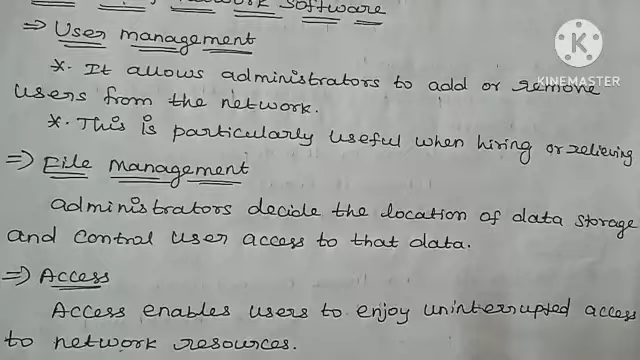 Network Software
⇒ User management
*. It allows administrators to add or remove
users from the network.
*. This is particularly useful when hiring or relieving
⇒ File Management
administrators decide the location of data storage
and control user access to that data.
⇒ Access
Access enables users to enjoy uninterrupted access
to network resources.
KINEMASTER